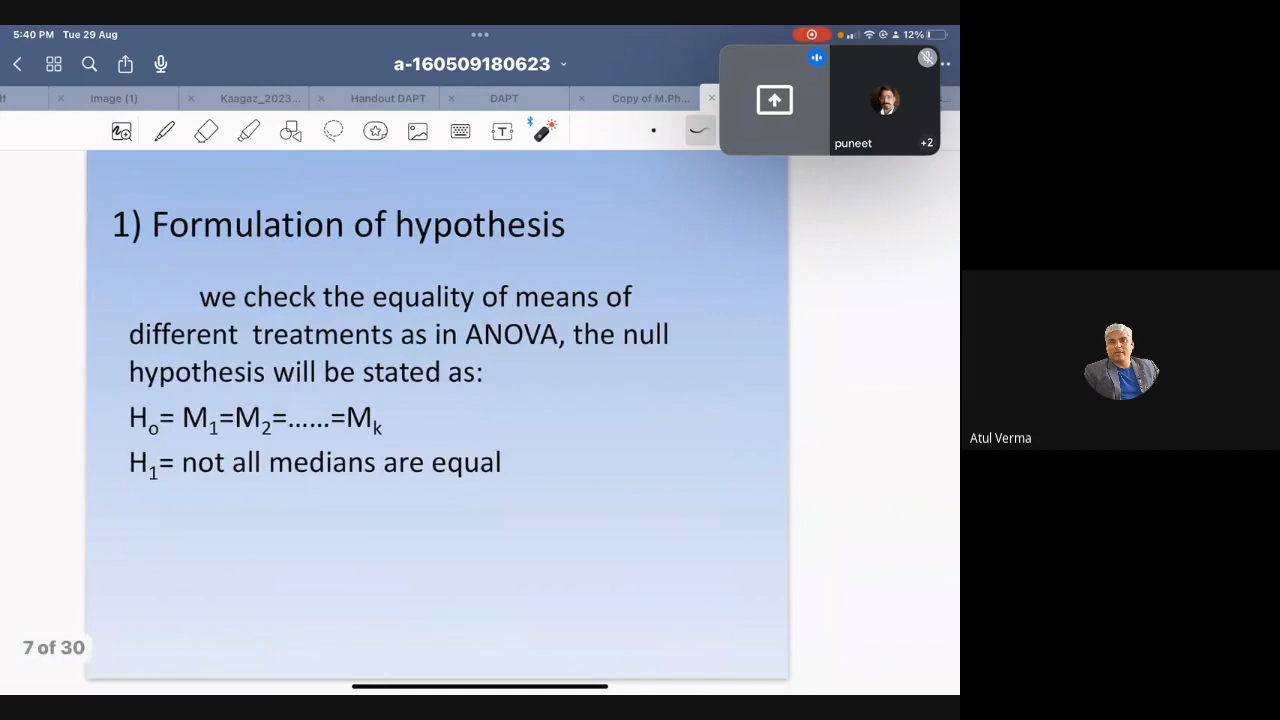 5:40 PM Tue 29 Aug
12%
a-160509180623
Image (1)
Kaagaz_2023...
Handout DAPT
DAPT
Copy of M.Ph...
T
puneet
+2
1) Formulation of hypothesis
we check the equality of means of
different treatments as in ANOVA, the null
hypothesis will be stated as:
Ho= M1=M2=......=Mk
H1= not all medians are equal
7 of 30
Atul Verma